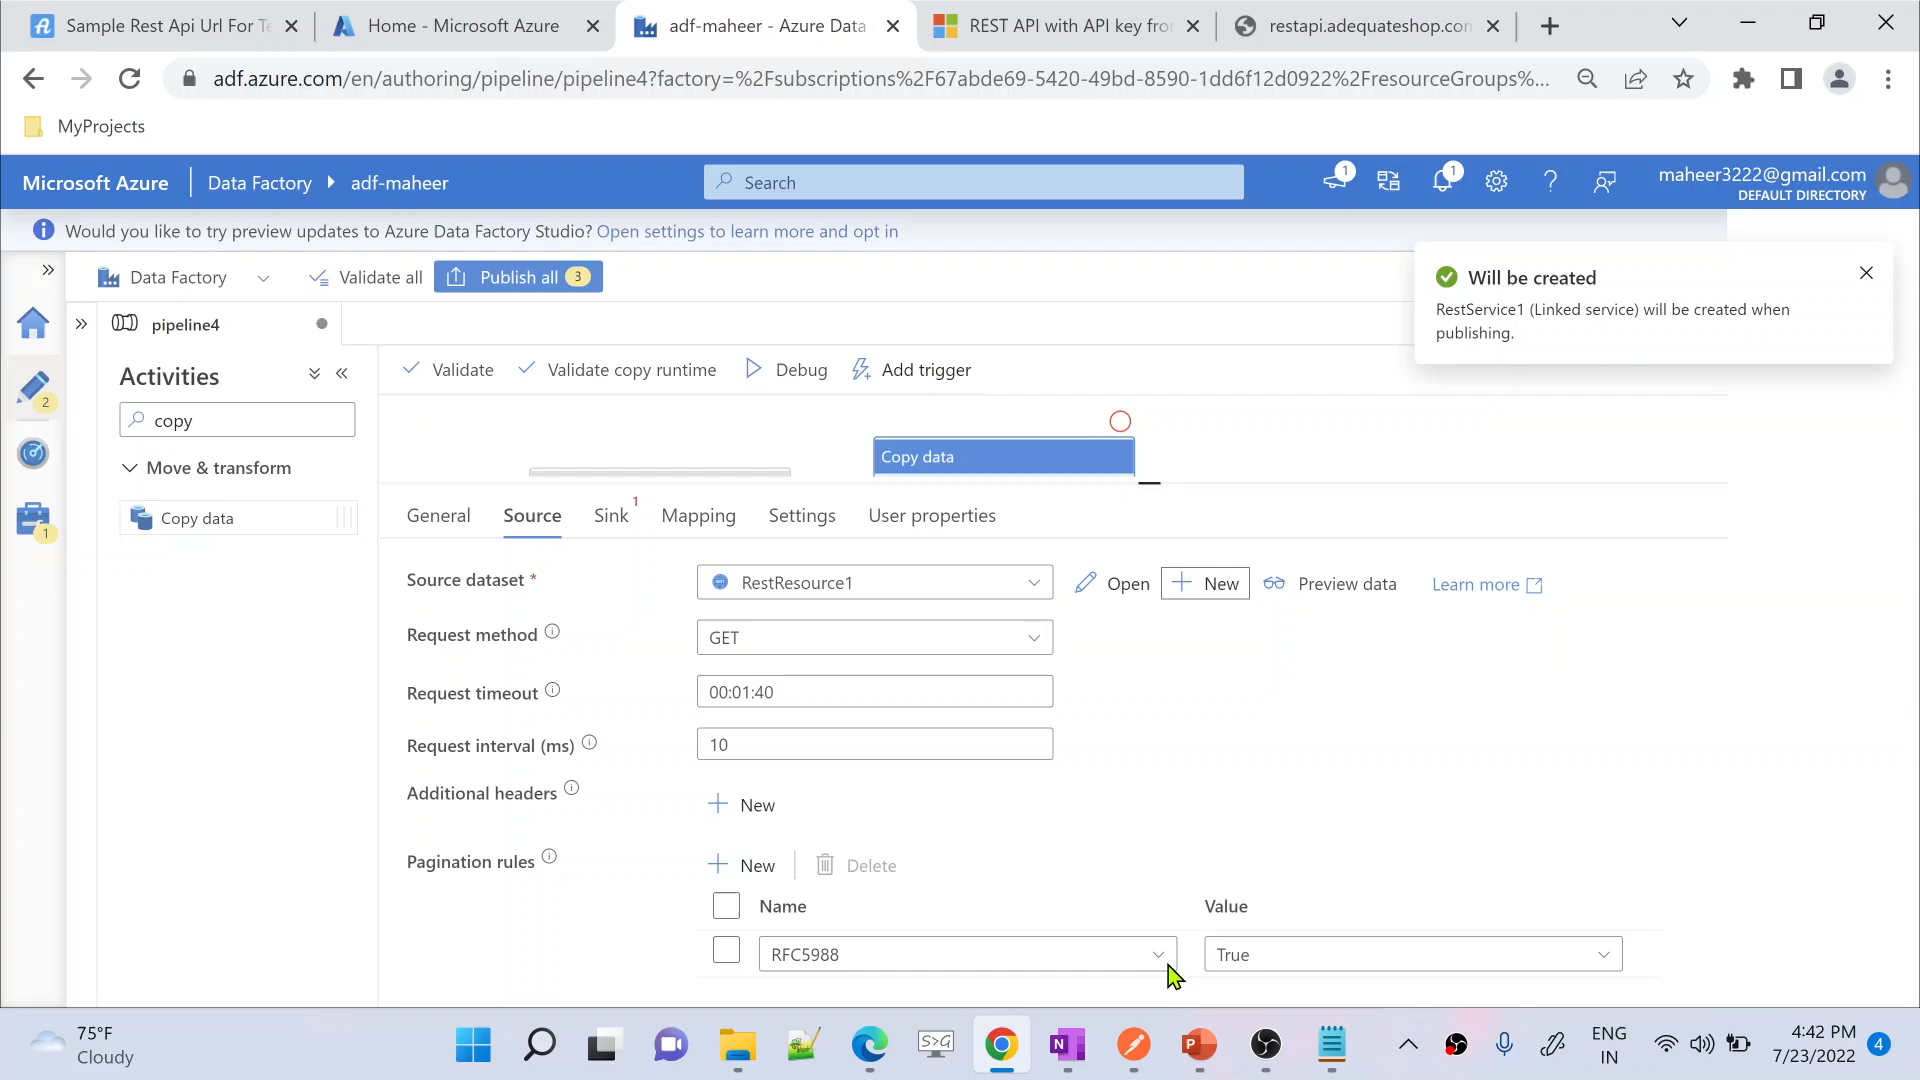 Sample Rest Api Url For Te
Home - Microsoft Azure
adf-maheer - Azure Data
REST API with API key fro
restapi.adequateshop.com
adf.azure.com/en/authoring/pipeline/pipeline4?factory=%2Fsubscriptions%2F67abde69-5420-49bd-8590-1dd6f12d0922%2FresourceGroups%...
MyProjects
Microsoft Azure
Data Factory
adf-maheer
Search
1
1
maheer3222@gmail.com
DEFAULT DIRECTORY
Would you like to try preview updates to Azure Data Factory Studio? Open settings to learn more and opt in
Data Factory
Validate all
Publish all 3
Will be created
RestService1 (Linked service) will be created when
publishing.
pipeline4
2
1
Activities
copy
Move & transform
Copy data
Validate
Validate copy runtime
Debug
Add trigger
Copy data
General
Source
Sink 1
Mapping
Settings
User properties
Source dataset *
RestResource1
Open
New
Preview data
Learn more
Request method
GET
Request timeout
00:01:40
Request interval (ms)
10
Additional headers
New
Pagination rules
New
Delete
Name
Value
RFC5988
True
75°F
Cloudy
S>G
N
P
ENG
IN
4:42 PM
7/23/2022
4